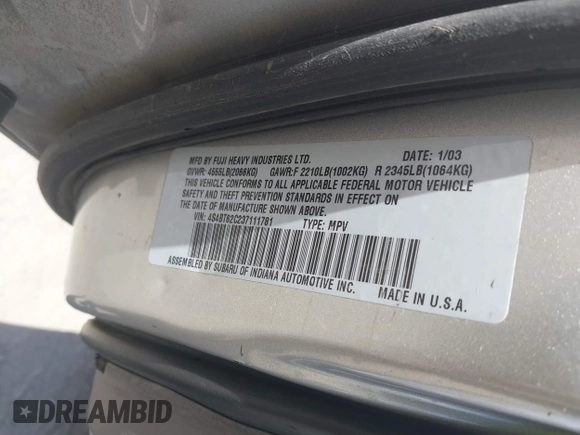 MFD BY FUJI HEAVY INDUSTRIES LTD. DATE: 1/03
GVWR: 4555LB(2066KG) GAWR:F 2210LB(1002KG) R 2345LB(1064KG)
THIS VEHICLE CONFORMS TO ALL APPLICABLE FEDERAL MOTOR VEHICLE
SAFETY AND THEFT PREVENTION STANDARDS IN EFFECT ON
THE DATE OF MANUFACTURE SHOWN ABOVE.
VIN: 4S4BT62C237111781 TYPE: MPV
ASSEMBLED BY SUBARU OF INDIANA AUTOMOTIVE INC. MADE IN U.S.A.
DREAMBID